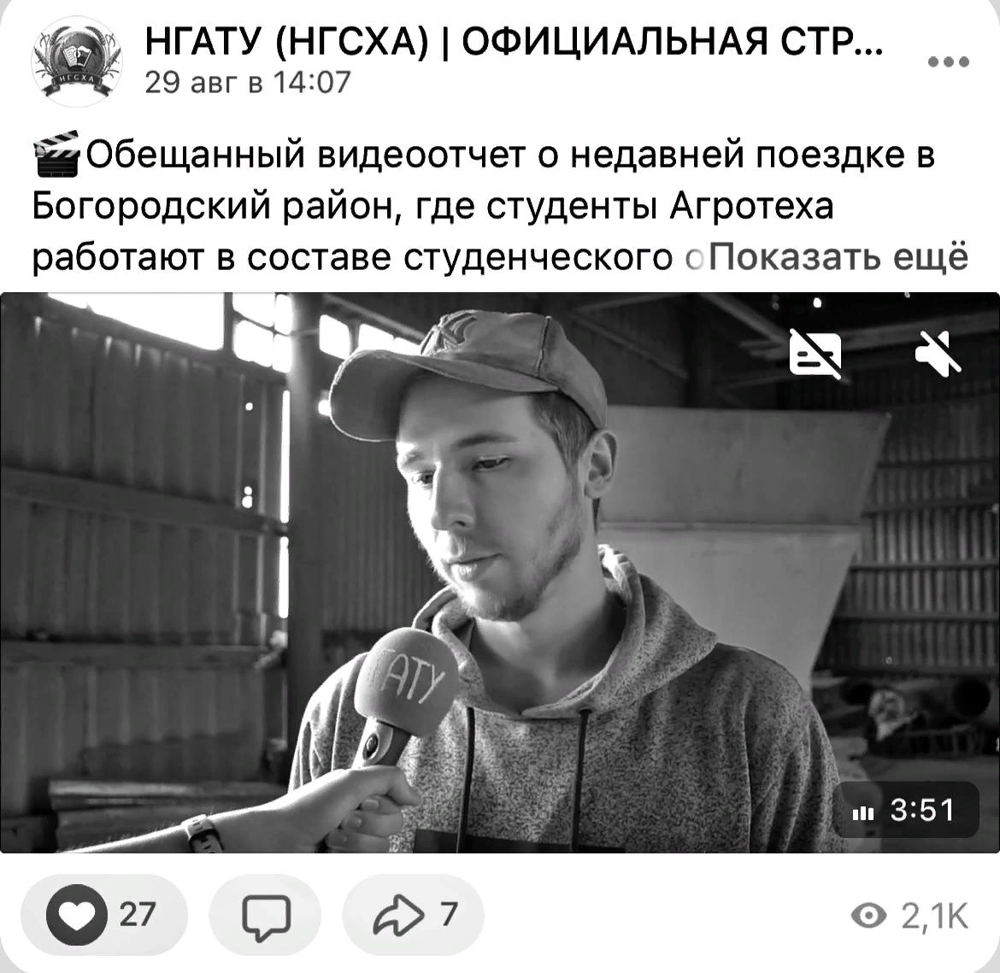 НГАТУ (НГСХА) | ОФИЦИАЛЬНАЯ СТР...
29 авг в 14:07
НГСХА
Обещанный видеоотчет о недавней поездке в
Богородский район, где студенты Агротеха
работают в составе студенческого о Показать ещё
ГАТУ
3:51
27
7
2,1K